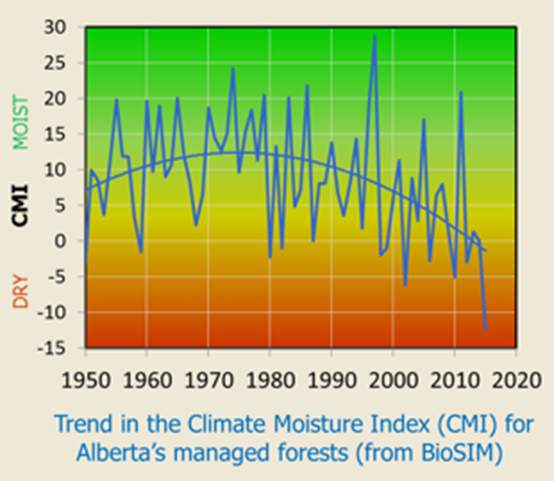 30
25
20
15
10
5
0
-5
-10
-15
MOIST
CMI
DRY
1950 1960 1970 1980 1990 2000 2010 2020
Trend in the Climate Moisture Index (CMI) for
Alberta's managed forests (from BioSIM)